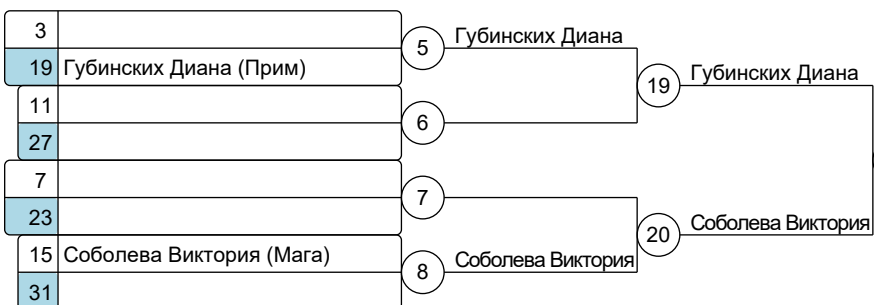 3
5 Губинских Диана
19 Губинских Диана (Прим)
19 Губинских Диана
11
6
27
7
7
23
20 Соболева Виктория
15 Соболева Виктория (Мага)
8 Соболева Виктория
31